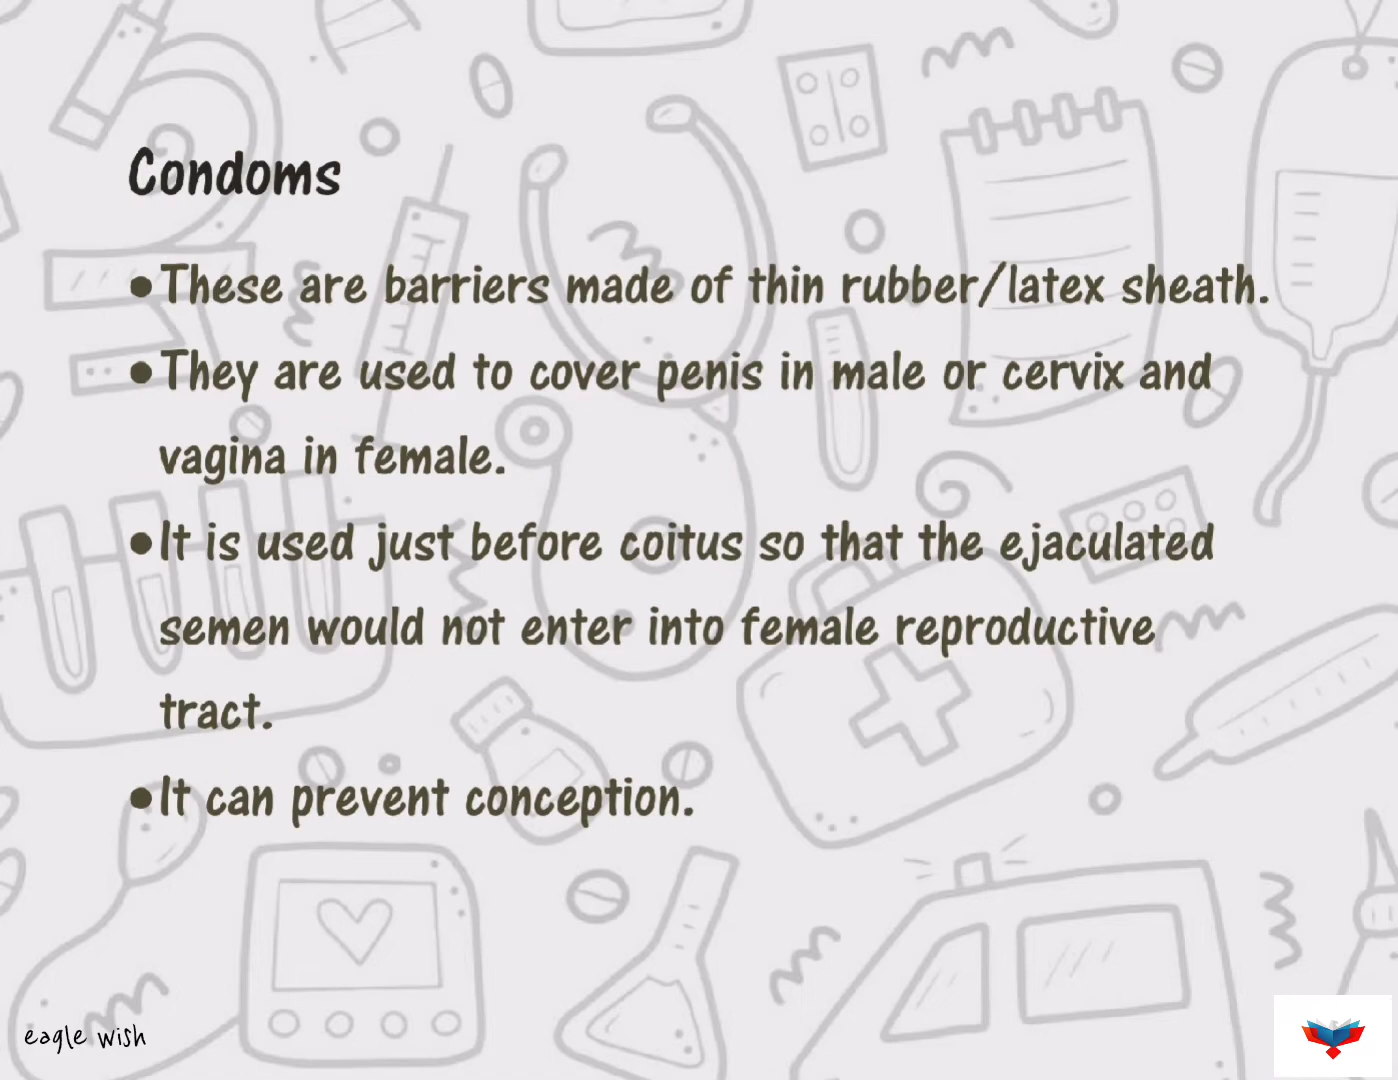 Condoms
•These are barriers made of thin rubber/latex sheath.
•They are used to cover penis in male or cervix and
vagina in female.
•It is used just before coitus so that the ejaculated
semen would not enter into female reproductive
tract.
•It can prevent conception.
eagle wish